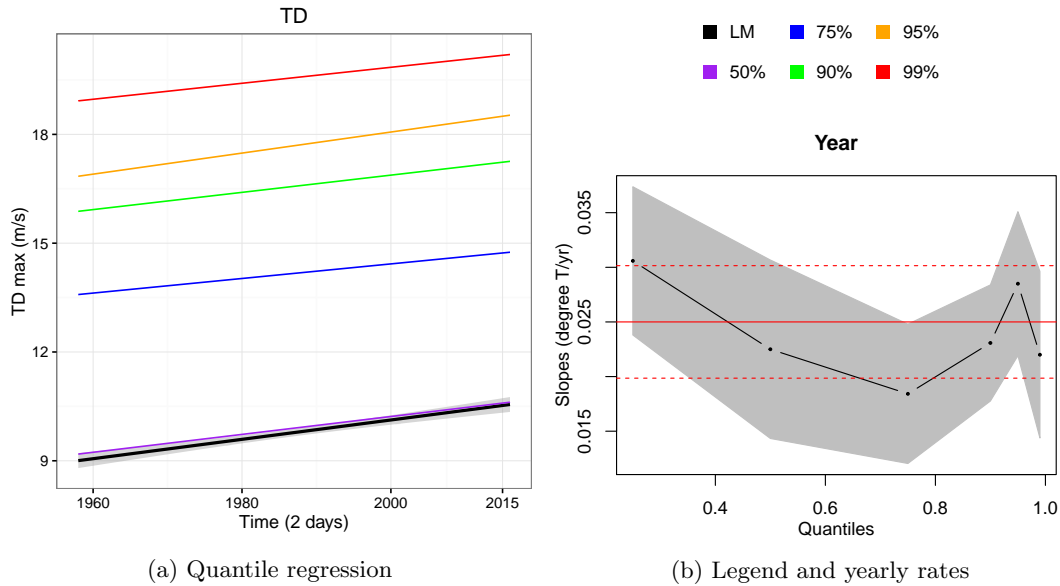 TD
TD max (m/s)
18
15
12
9
1960
1980
2000
2015
Time (2 days)
(a) Quantile regression
LM
75%
95%
50%
90%
99%
Year
Slopes (degree T/yr)
0.035
0.025
0.015
0.4
0.6
0.8
1.0
Quantiles
(b) Legend and yearly rates